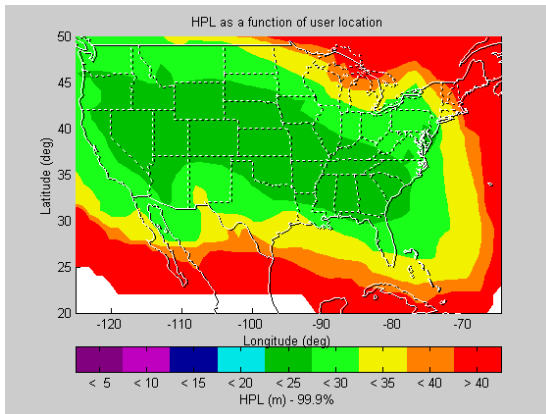 HPL as a function of user location
50
45
40
35
30
25
20
Latitude (deg)
-120 -110 -100 -90 -80 -70
Longitude (deg)
< 5 < 10 < 15 < 20 < 25 < 30 < 35 < 40 > 40
HPL (m) - 99.9%